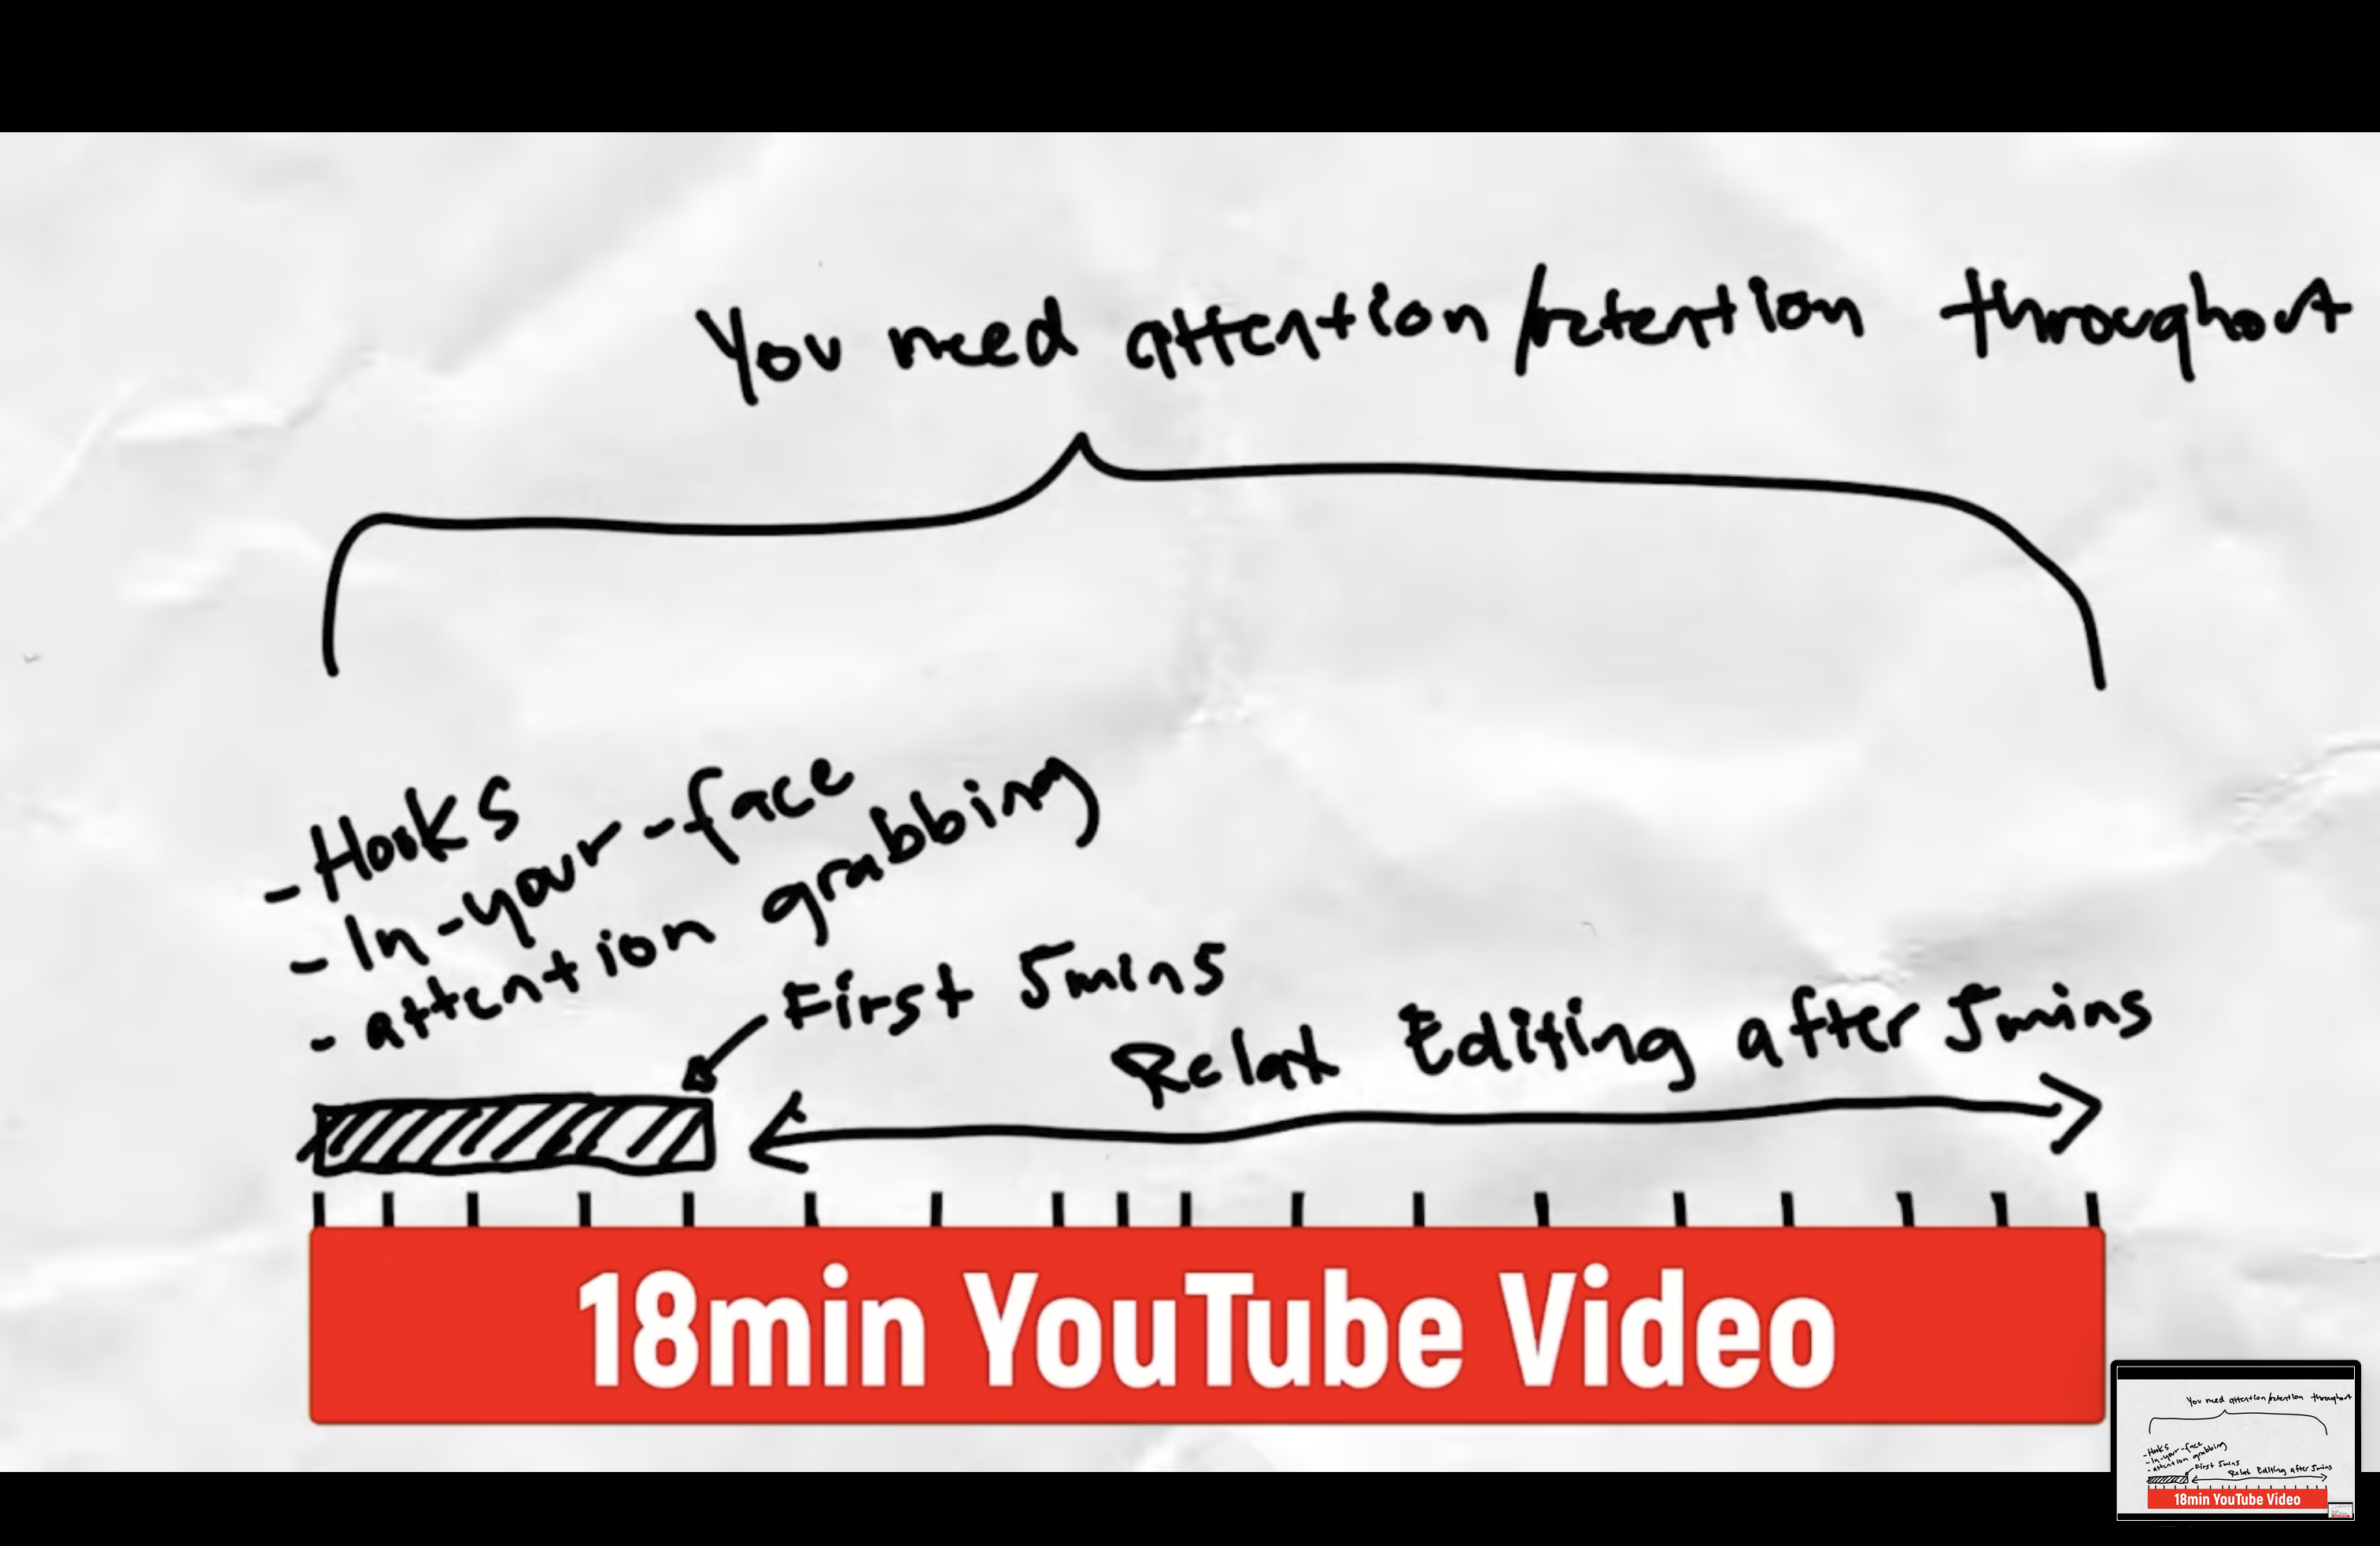 You need attention/retention throughout
- Hooks
- In-your-face
- attention grabbing
First 5mins
Relax Editing after 5mins
18min YouTube Video
You need attention/retention throughout
- Hooks
- In-your-face
- attention grabbing
First 5mins
Relax Editing after 5mins
18min YouTube Video